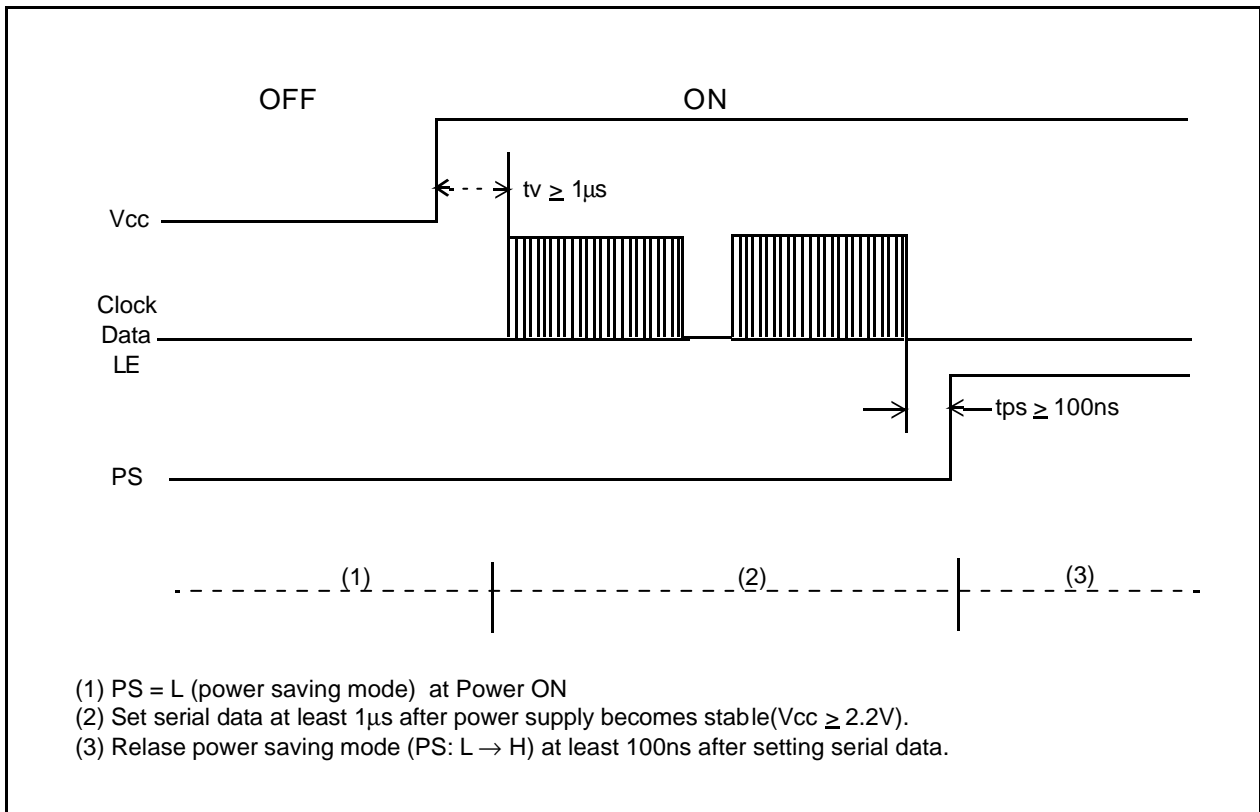 OFF
ON
tv ≥ 1μs
Vcc
Clock
Data
LE
tps ≥ 100ns
PS
(1)
(2)
(3)
(1) PS = L (power saving mode) at Power ON
(2) Set serial data at least 1μs after power supply becomes stable(Vcc ≥ 2.2V).
(3) Relase power saving mode (PS: L → H) at least 100ns after setting serial data.